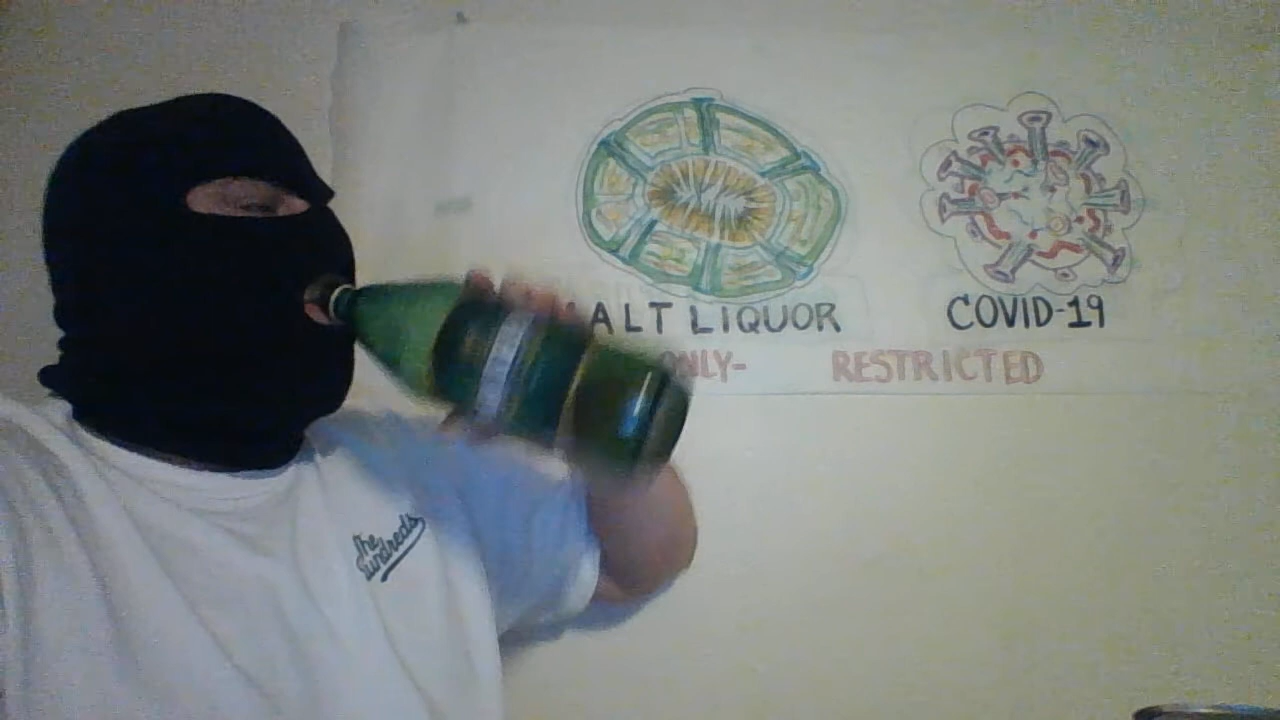 ALT LIQUOR
COVID-19
ONLY-
RESTRICTED
The
Hundreds